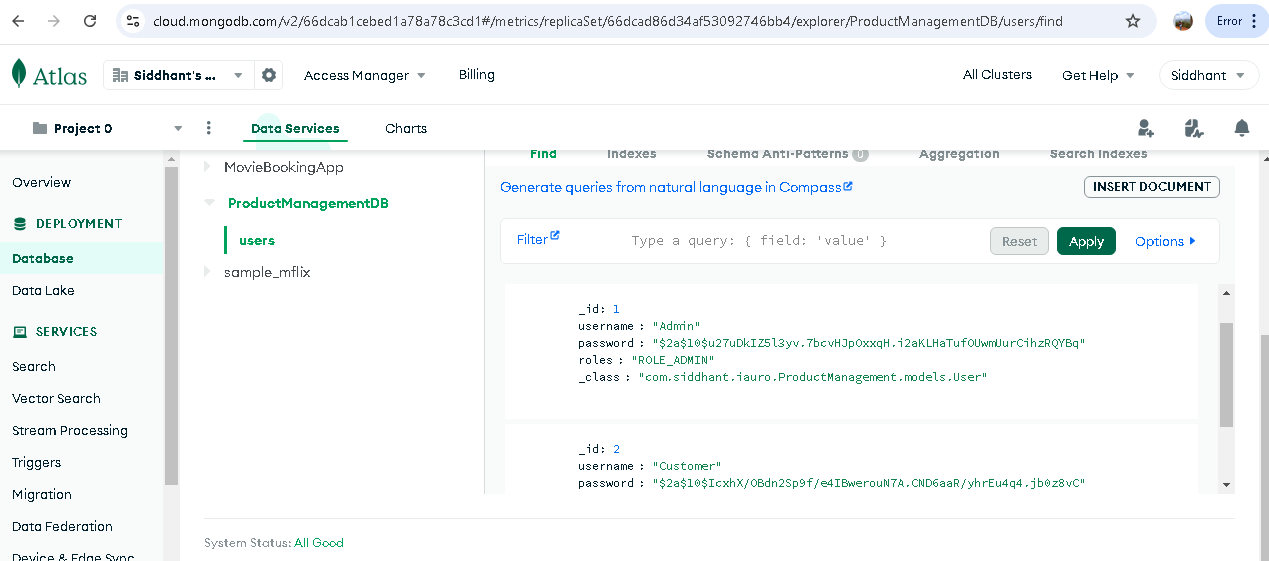 cloud.mongodb.com/v2/66dcab1cebed1a78a78c3cd1#/metrics/replicaSet/66dcad86d34af53092746bb4/explorer/ProductManagementDB/users/find
Error
Atlas
Siddhant's ...
Access Manager
Billing
All Clusters
Get Help
Siddhant
Project 0
Data Services
Charts
Overview
DEPLOYMENT
Database
Data Lake
SERVICES
Search
Vector Search
Stream Processing
Triggers
Migration
Data Federation
Device & Edge Sync
MovieBookingApp
ProductManagementDB
users
sample_mflix
Find
Indexes
Schema Anti-Patterns 0
Aggregation
Search Indexes
Generate queries from natural language in Compass
INSERT DOCUMENT
Filter
Type a query: { field: 'value' }
Reset
Apply
Options
_id: 1
username : "Admin"
password : "$2a$10$u27uDkIZ5l3yv.7bcvHJpOxxqH.i2aKLHaTufOUwmUurCihzRQYBq"
roles : "ROLE_ADMIN"
_class : "com.siddhant.iauro.ProductManagement.models.User"
_id: 2
username : "Customer"
password : "$2a$10$IcxhX/OBdn2Sp9f/e4IBwerouN7A.CND6aaR/yhrEu4q4.jb0z8vC"
System Status: All Good